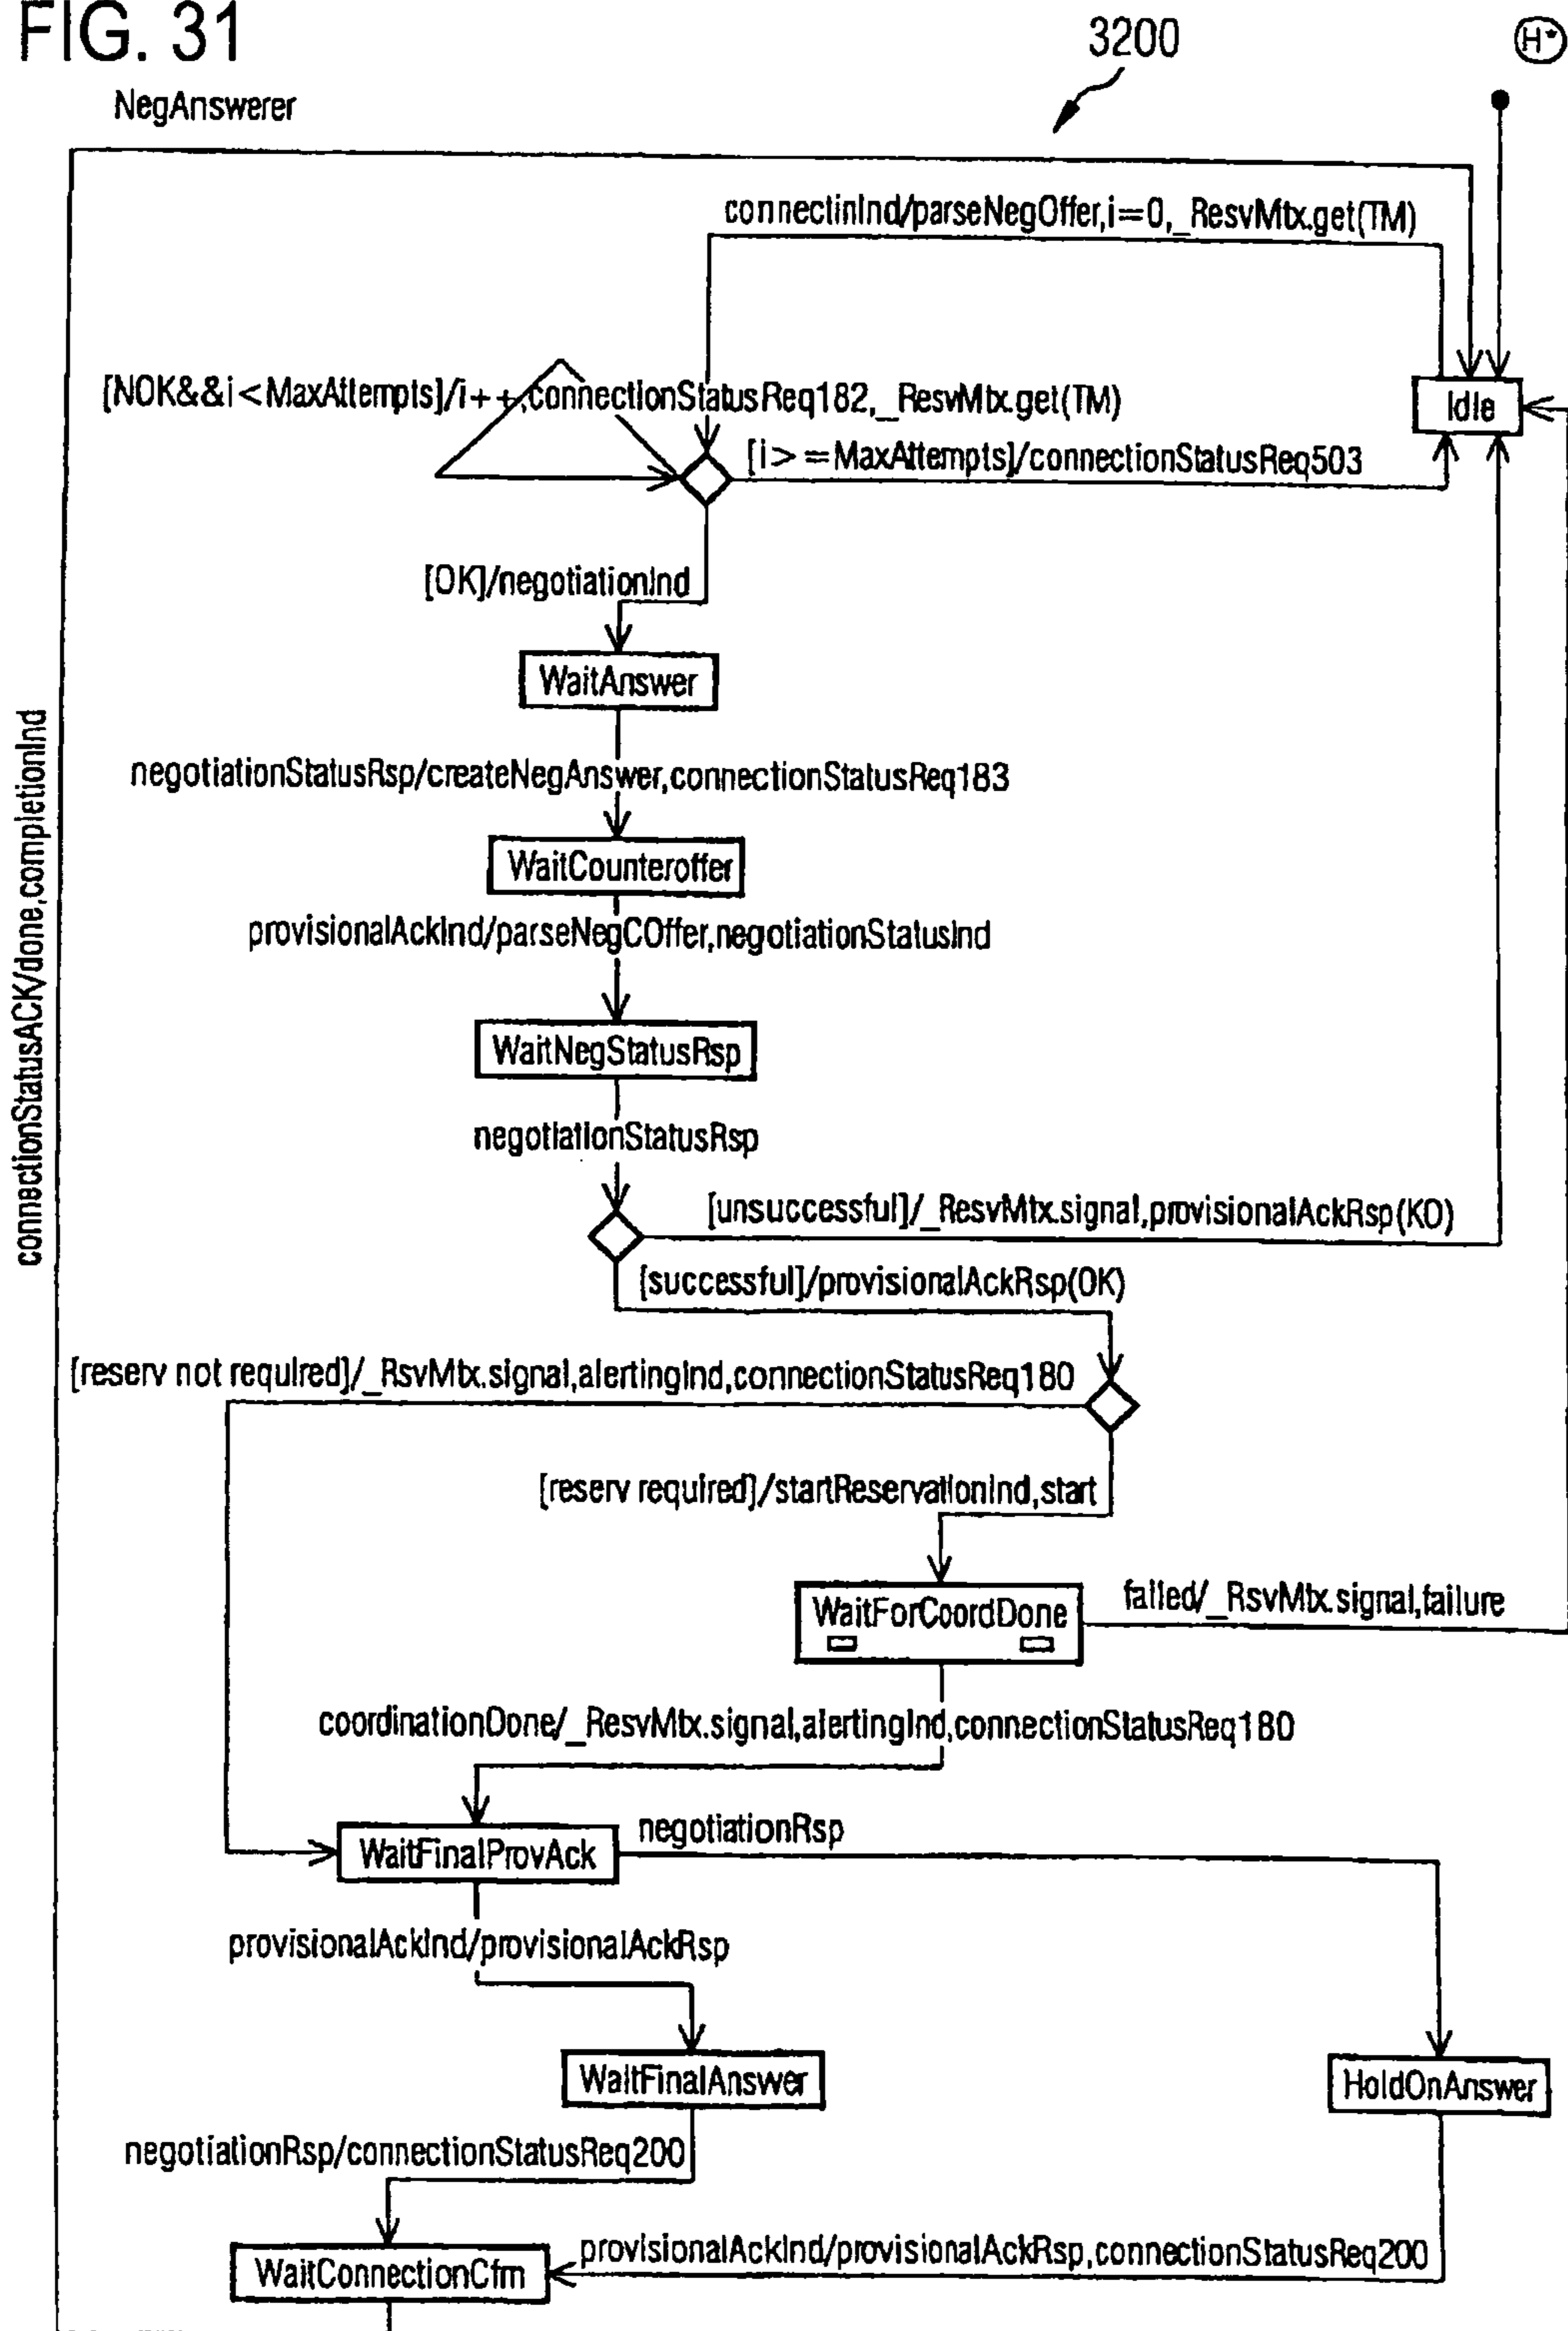 FIG. 31
3200
H*
NegAnswerer
connectinInd/parseNegOffer,i=0,_ResvMtx.get(TM)
[NOK&&i<MaxAttempts]/i++,connectionStatusReq182,_ResvMtx.get(TM)
Idle
[i>=MaxAttempts]/connectionStatusReq503
[OK]/negotiationInd
WaitAnswer
connectionStatusACK/done,completionInd
negotiationStatusRsp/createNegAnswer,connectionStatusReq183
WaitCounteroffer
provisionalAckInd/parseNegCOffer,negotiationStatusInd
WaitNegStatusRsp
negotiationStatusRsp
[unsuccessful]/_ResvMtx.signal,provisionalAckRsp(KO)
[successful]/provisionalAckRsp(OK)
[reserv not required]/_RsvMtx.signal,alertingInd,connectionStatusReq180
[reserv required]/startReservationInd,start
WaitForCoordDone
failed/_RsvMtx.signal,failure
coordinationDone/_ResvMtx.signal,alertingInd,connectionStatusReq180
WaitFinalProvAck
negotiationRsp
provisionalAckInd/provisionalAckRsp
WaitFinalAnswer
HoldOnAnswer
negotiationRsp/connectionStatusReq200
provisionalAckInd/provisionalAckRsp,connectionStatusReq200
WaitConnectionCfm